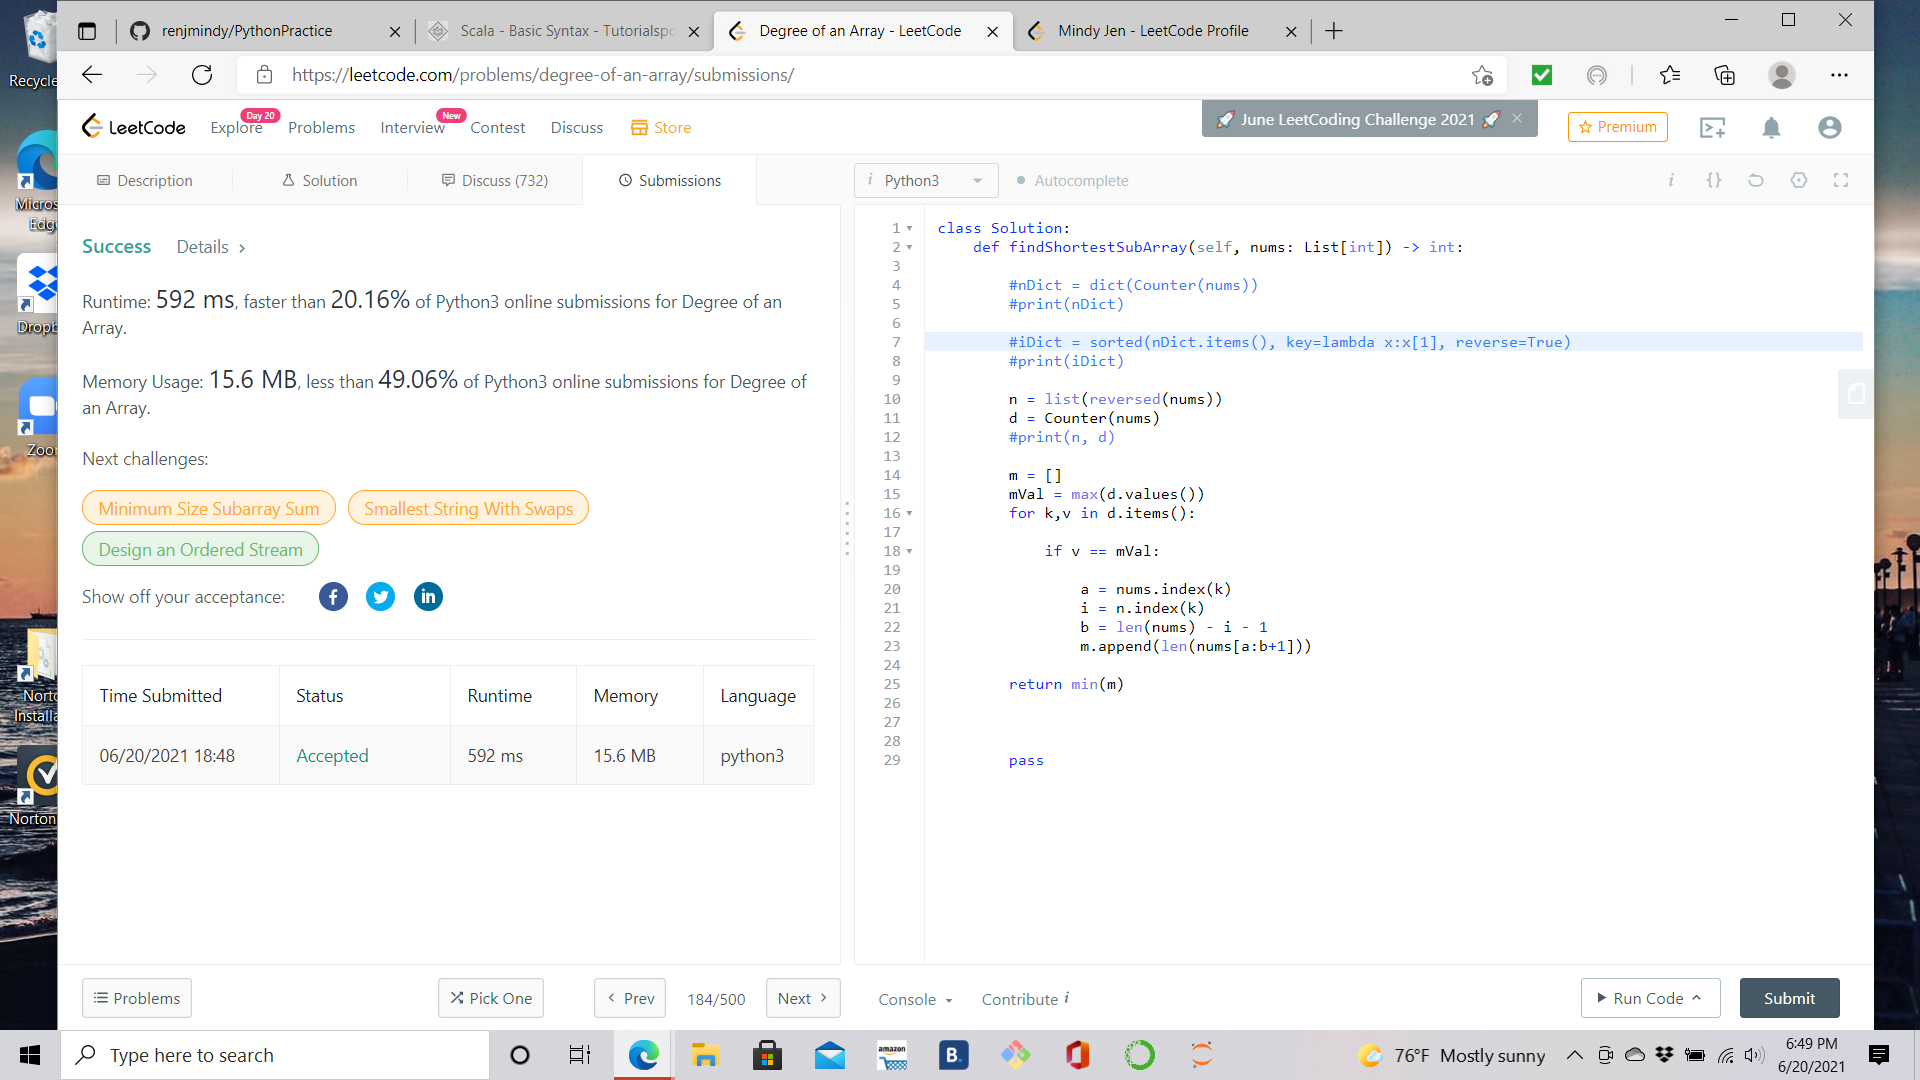 renjmindy/PythonPractice
Scala - Basic Syntax - Tutorialspo
Degree of an Array - LeetCode
Mindy Jen - LeetCode Profile
https://leetcode.com/problems/degree-of-an-array/submissions/
LeetCode
Explore
Day 20
Problems
Interview
New
Contest
Discuss
Store
June LeetCoding Challenge 2021
Premium
Description
Solution
Discuss (732)
Submissions
i Python3
Autocomplete
i
{}
Success
Details >
Runtime: 592 ms, faster than 20.16% of Python3 online submissions for Degree of an
Array.
Memory Usage: 15.6 MB, less than 49.06% of Python3 online submissions for Degree of
an Array.
Next challenges:
Minimum Size Subarray Sum
Smallest String With Swaps
Design an Ordered Stream
Show off your acceptance:
Time Submitted Status Runtime Memory Language
06/20/2021 18:48 Accepted 592 ms 15.6 MB python3
1 class Solution:
2 def findShortestSubArray(self, nums: List[int]) -> int:
3
4 #nDict = dict(Counter(nums))
5 #print(nDict)
6
7 #iDict = sorted(nDict.items(), key=lambda x:x[1], reverse=True)
8 #print(iDict)
9
10 n = list(reversed(nums))
11 d = Counter(nums)
12 #print(n, d)
13
14 m = []
15 mVal = max(d.values())
16 for k,v in d.items():
17
18 if v == mVal:
19
20 a = nums.index(k)
21 i = n.index(k)
22 b = len(nums) - i - 1
23 m.append(len(nums[a:b+1]))
24
25 return min(m)
26
27
28
29 pass
Problems
Pick One
< Prev
184/500
Next >
Console
Contribute i
Run Code
Submit
Recycle
Micros
Edg
Dropb
Zoo
Norto
Installa
Norton
Type here to search
amazon
B.
76°F Mostly sunny
6:49 PM
6/20/2021